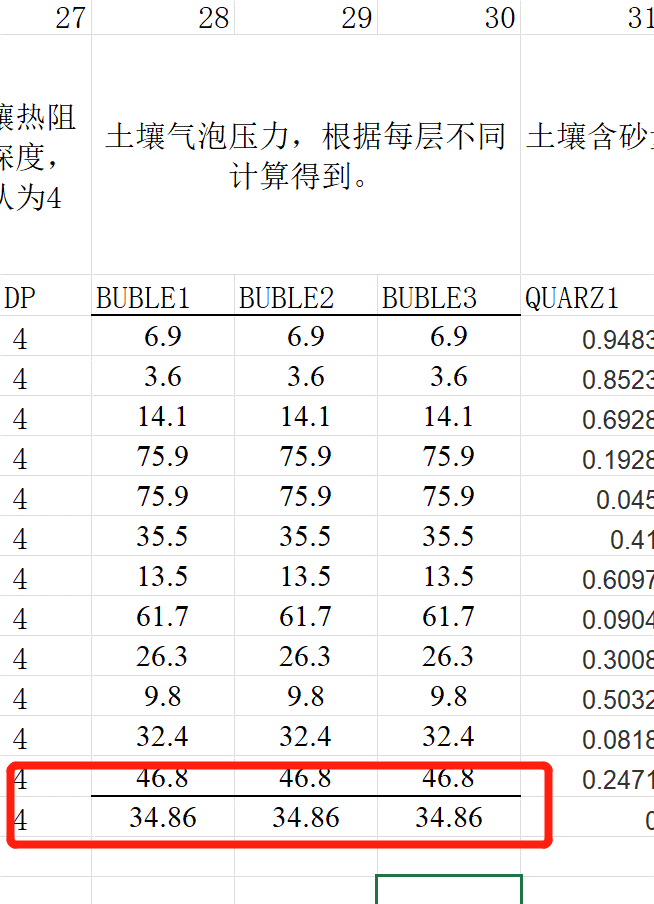 27 28 29 30 31
壤热阻
深度，
认为4
土壤气泡压力，根据每层不同
计算得到。
土壤含砂
DP BUBLE1 BUBLE2 BUBLE3 QUARZ1
4 6.9 6.9 6.9 0.9483
4 3.6 3.6 3.6 0.8523
4 14.1 14.1 14.1 0.6928
4 75.9 75.9 75.9 0.1928
4 75.9 75.9 75.9 0.045
4 35.5 35.5 35.5 0.41
4 13.5 13.5 13.5 0.6097
4 61.7 61.7 61.7 0.0904
4 26.3 26.3 26.3 0.3008
4 9.8 9.8 9.8 0.5032
4 32.4 32.4 32.4 0.0818
4 46.8 46.8 46.8 0.2471
4 34.86 34.86 34.86 0